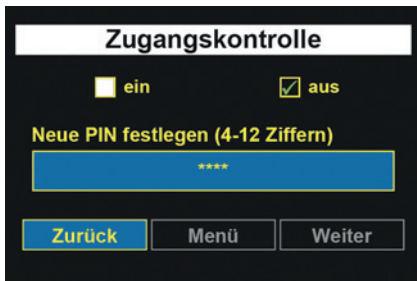 Zugangskontrolle
ein aus
Neue PIN festlegen (4-12 Ziffern)
****
Zurück Menü Weiter